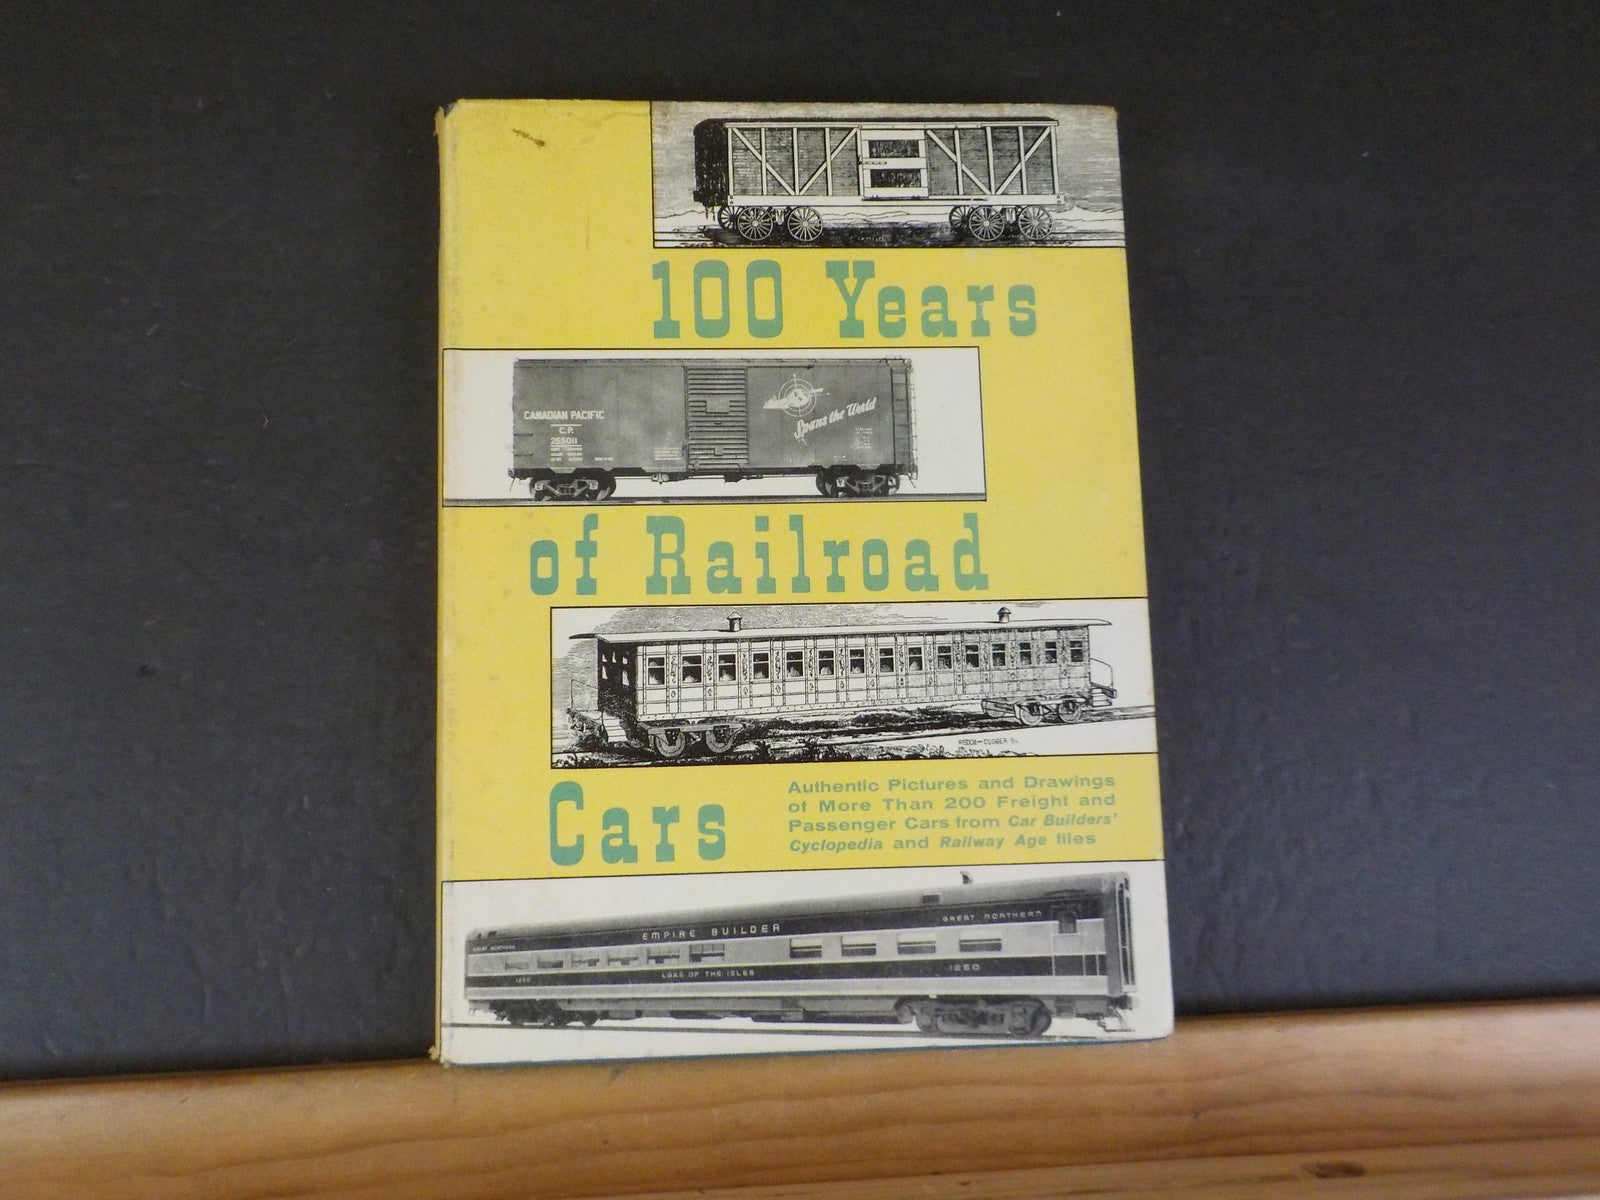 100 Years
CANADIAN PACIFIC
C.P.
255011
Spans the World
of Railroad
Cars
Authentic Pictures and Drawings
of More Than 200 Freight and
Passenger Cars from Car Builders'
Cyclopedia and Railway Age files
GREAT NORTHERN
EMPIRE BUILDER
GREAT NORTHERN
1250
LAKE OF THE ISLES
1250